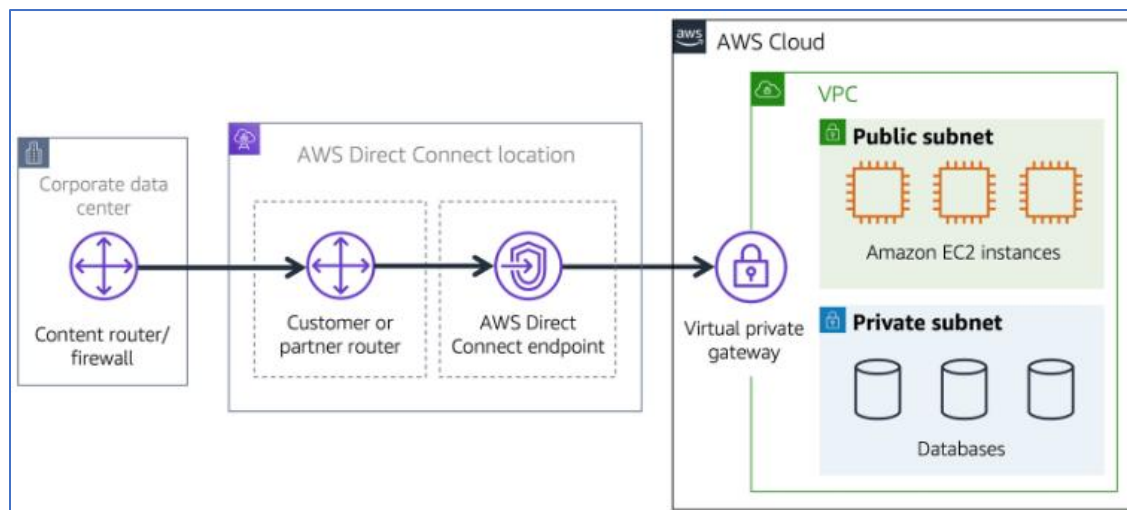 aws
AWS Cloud
VPC
Public subnet
Amazon EC2 instances
AWS Direct Connect location
Corporate data
center
Content router/
firewall
Customer or
partner router
AWS Direct
Connect endpoint
Virtual private
gateway
Private subnet
Databases